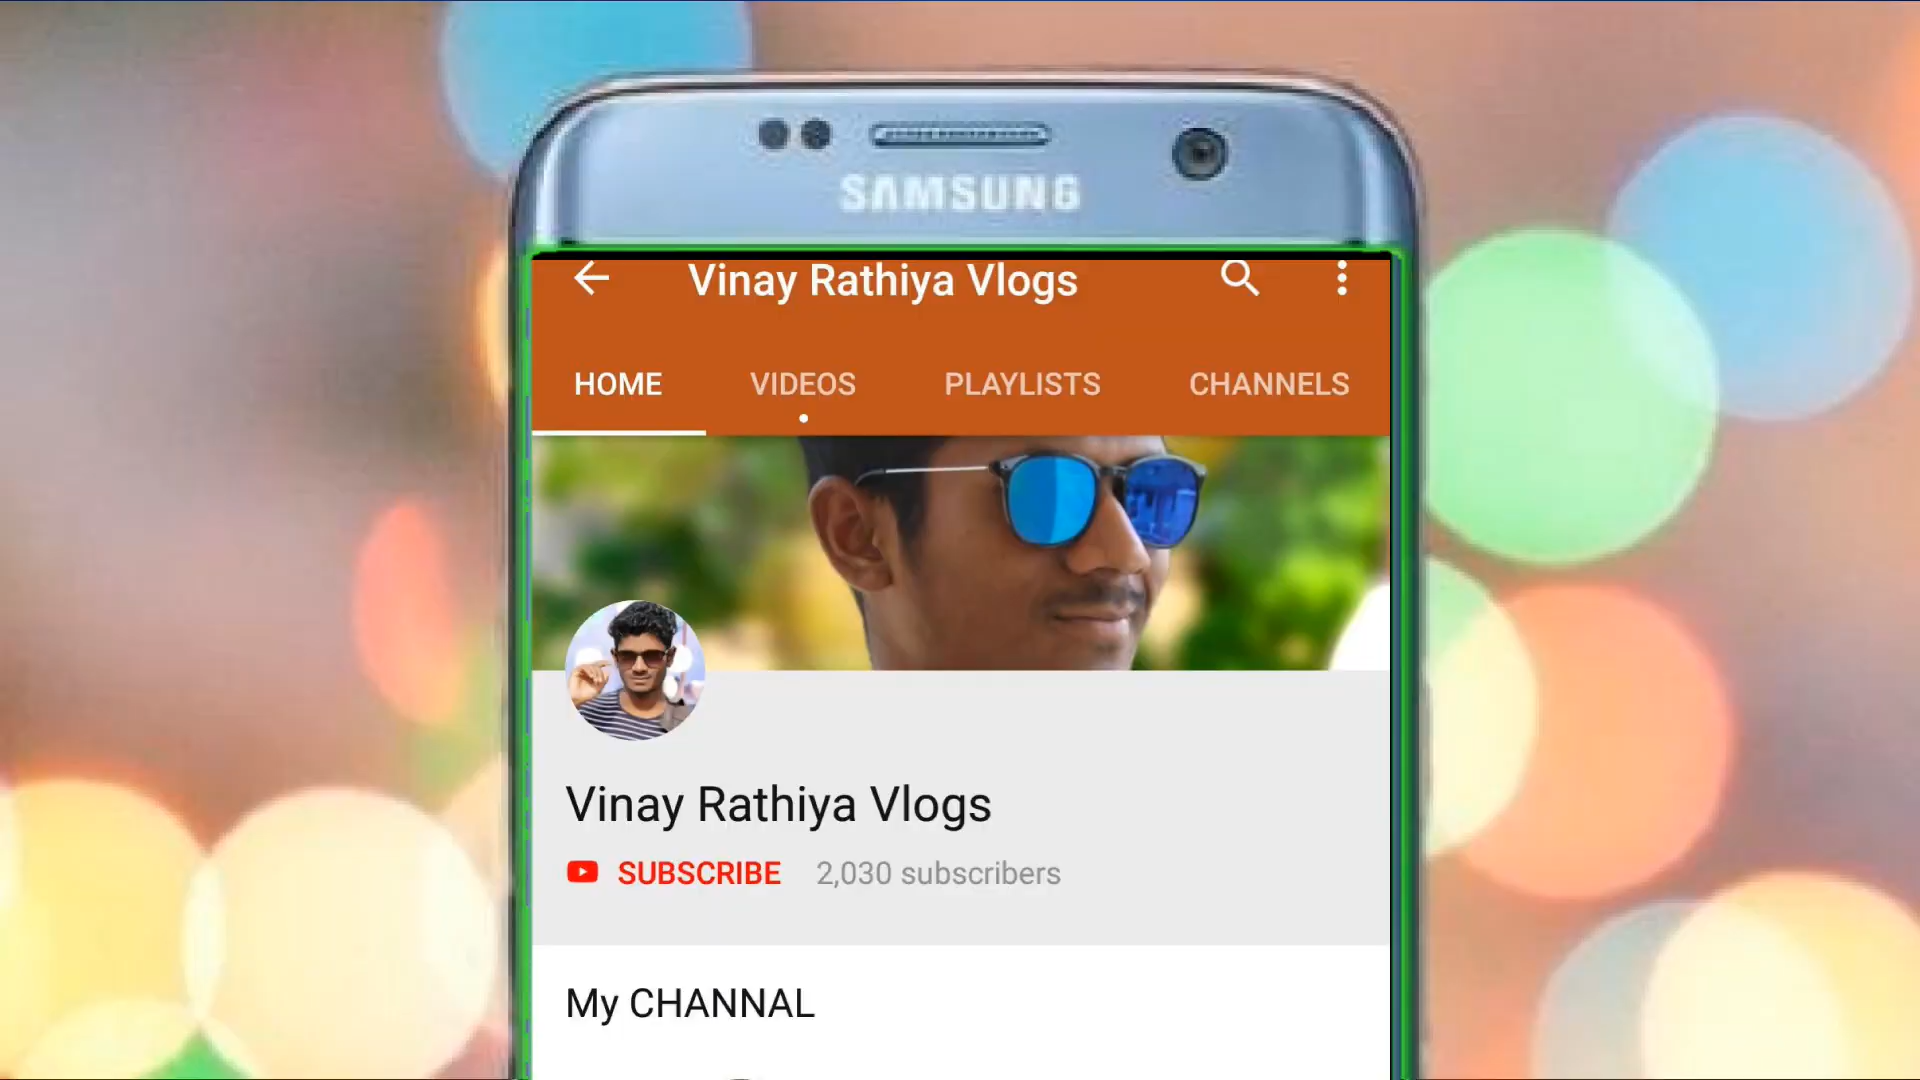 SAMSUNG
Vinay Rathiya Vlogs
HOME VIDEOS PLAYLISTS CHANNELS
Vinay Rathiya Vlogs
SUBSCRIBE 2,030 subscribers
My CHANNAL